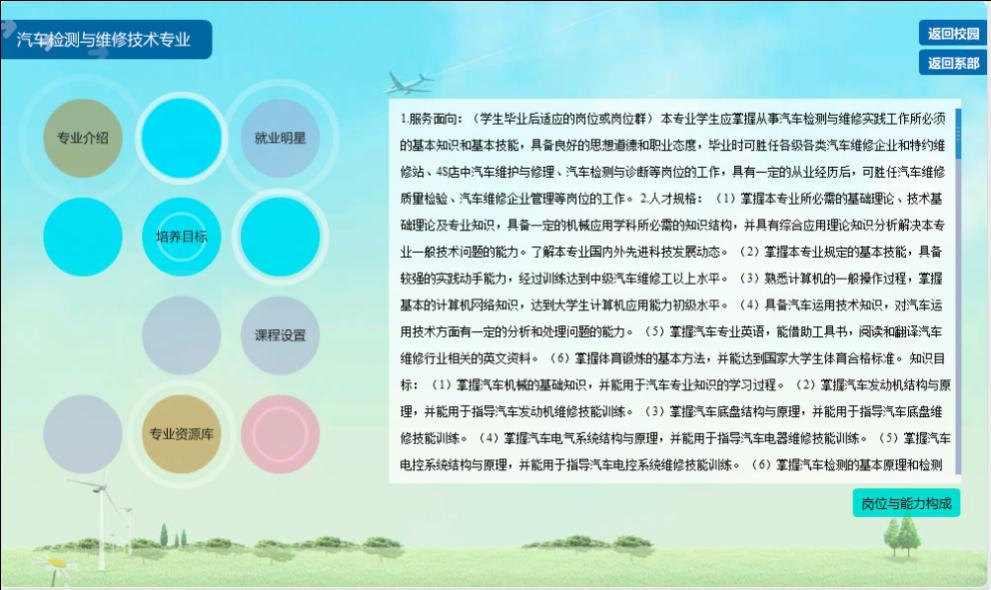 汽车检测与维修技术专业
返回校园
返回系部
专业介绍
就业明星
培养目标
课程设置
专业资源库
1.服务面向：（学生毕业后适应的岗位或岗位群） 本专业学生应掌握从事汽车检测与维修实践工作所必须
的基本知识和基本技能，具备良好的思想道德和职业态度，毕业时可胜任各级各类汽车维修企业和特约维
修站、4S店中汽车维护与修理、汽车检测与诊断等岗位的工作，具有一定的从业经历后，可胜任汽车维修
质量检验、汽车维修企业管理等岗位的工作。 2.人才规格：（1）掌握本专业所必需的基础理论、技术基
础理论及专业知识，具备一定的机械应用学科所必需的知识结构，并具有综合应用理论知识分析解决本专
业一般技术问题的能力。了解本专业国内外先进科技发展动态。（2）掌握本专业规定的基本技能，具备
较强的实践动手能力，经过训练达到中级汽车维修工以上水平。（3）熟悉计算机的一般操作过程，掌握
基本的计算机网络知识，达到大学生计算机应用能力初级水平。（4）具备汽车运用技术知识，对汽车运
用技术方面有一定的分析和处理问题的能力。（5）掌握汽车专业英语，能借助工具书，阅读和翻译汽车
维修行业相关的英文资料。（6）掌握体育锻炼的基本方法，并能达到国家大学生体育合格标准。 知识目
标：（1）掌握汽车机械的基础知识，并能用于汽车专业知识的学习过程。（2）掌握汽车发动机结构与原
理，并能用于指导汽车发动机维修技能训练。（3）掌握汽车底盘结构与原理，并能用于指导汽车底盘维
修技能训练。（4）掌握汽车电气系统结构与原理，并能用于指导汽车电器维修技能训练。（5）掌握汽车
电控系统结构与原理，并能用于指导汽车电控系统维修技能训练。（6）掌握汽车检测的基本原理和检测
岗位与能力构成